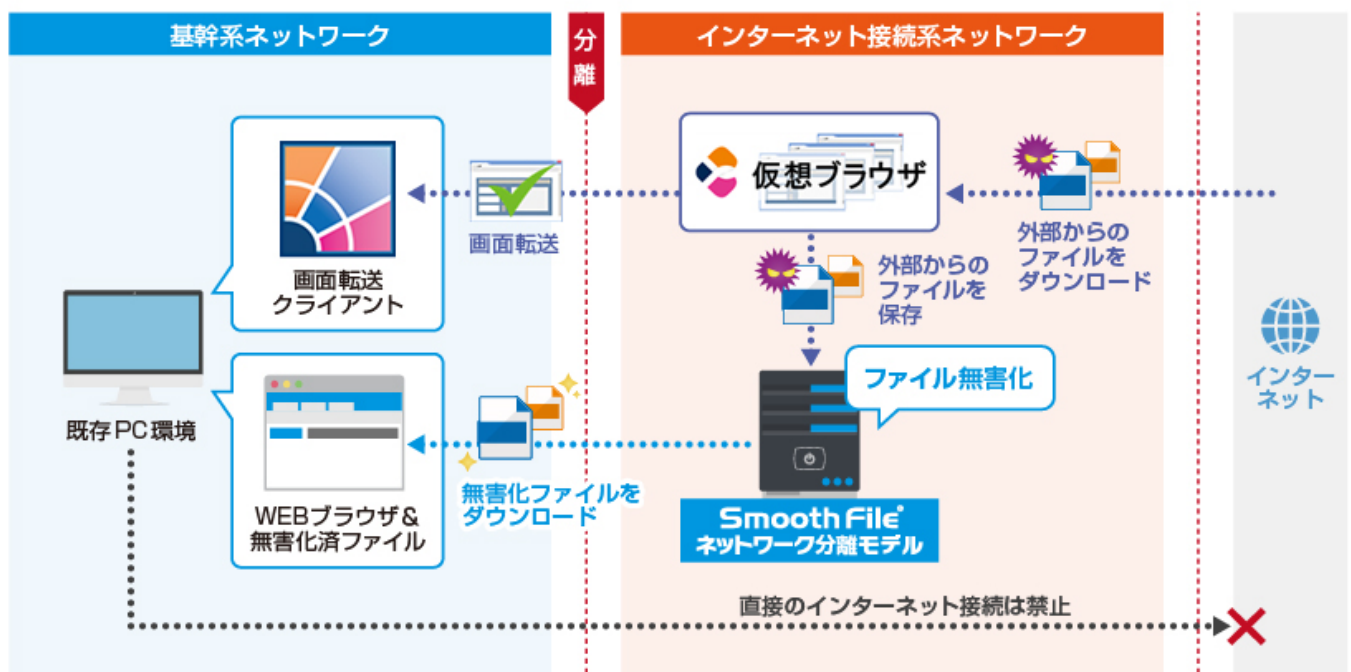 基幹系ネットワーク
分
離
インターネット接続系ネットワーク
画面転送
クライアント
画面転送
仮想ブラウザ
外部からの
ファイルを
ダウンロード
外部からの
ファイルを
保存
インター
ネット
既存PC環境
WEBブラウザ&
無害化済ファイル
無害化ファイルを
ダウンロード
ファイル無害化
Smooth File
ネットワーク分離モデル
直接のインターネット接続は禁止